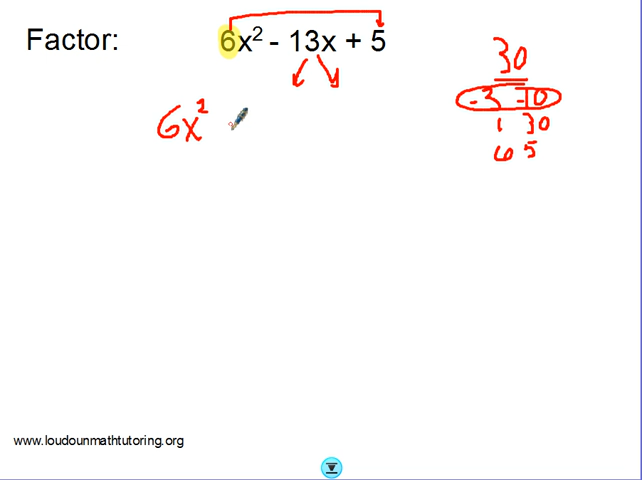 Factor: 6x² - 13x + 5
30
-3 -10
1 30
6 5
6x²
www.loudounmathtutoring.org